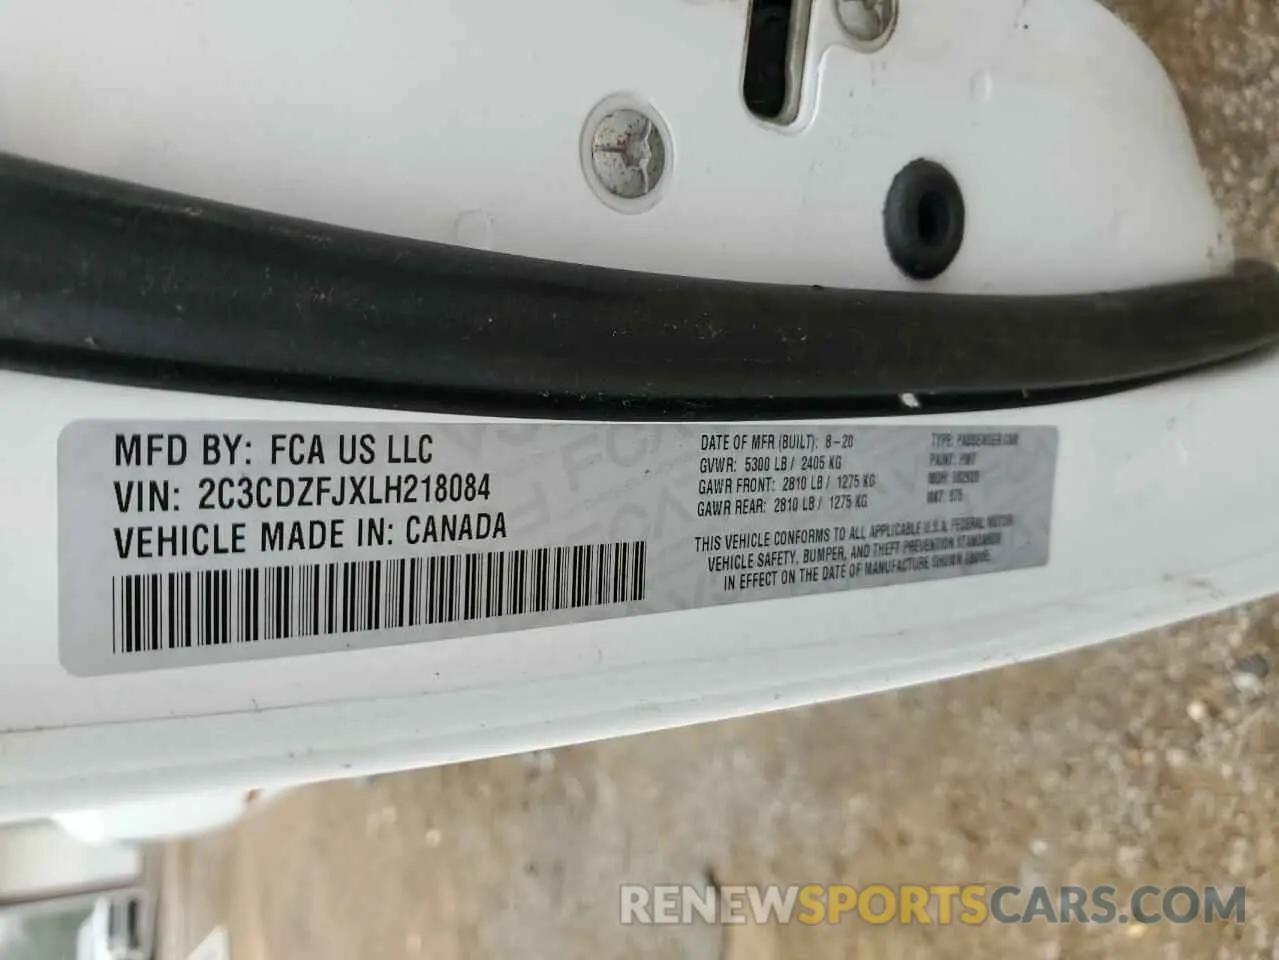 MFD BY: FCA US LLC
VIN: 2C3CDZFJXLH218084
VEHICLE MADE IN: CANADA
DATE OF MFR (BUILT): 8-20
GVWR: 5300 LB / 2405 KG
GAWR FRONT: 2810 LB / 1275 KG
GAWR REAR: 2810 LB / 1275 KG
TYPE: PASSENGER CAR
PAINT:
MDH:
THIS VEHICLE CONFORMS TO ALL APPLICABLE U.S.A. FEDERAL MOTOR
VEHICLE SAFETY, BUMPER, AND THEFT PREVENTION STANDARDS
IN EFFECT ON THE DATE OF MANUFACTURE SHOWN ABOVE.
RENEWSPORTSCARS.COM